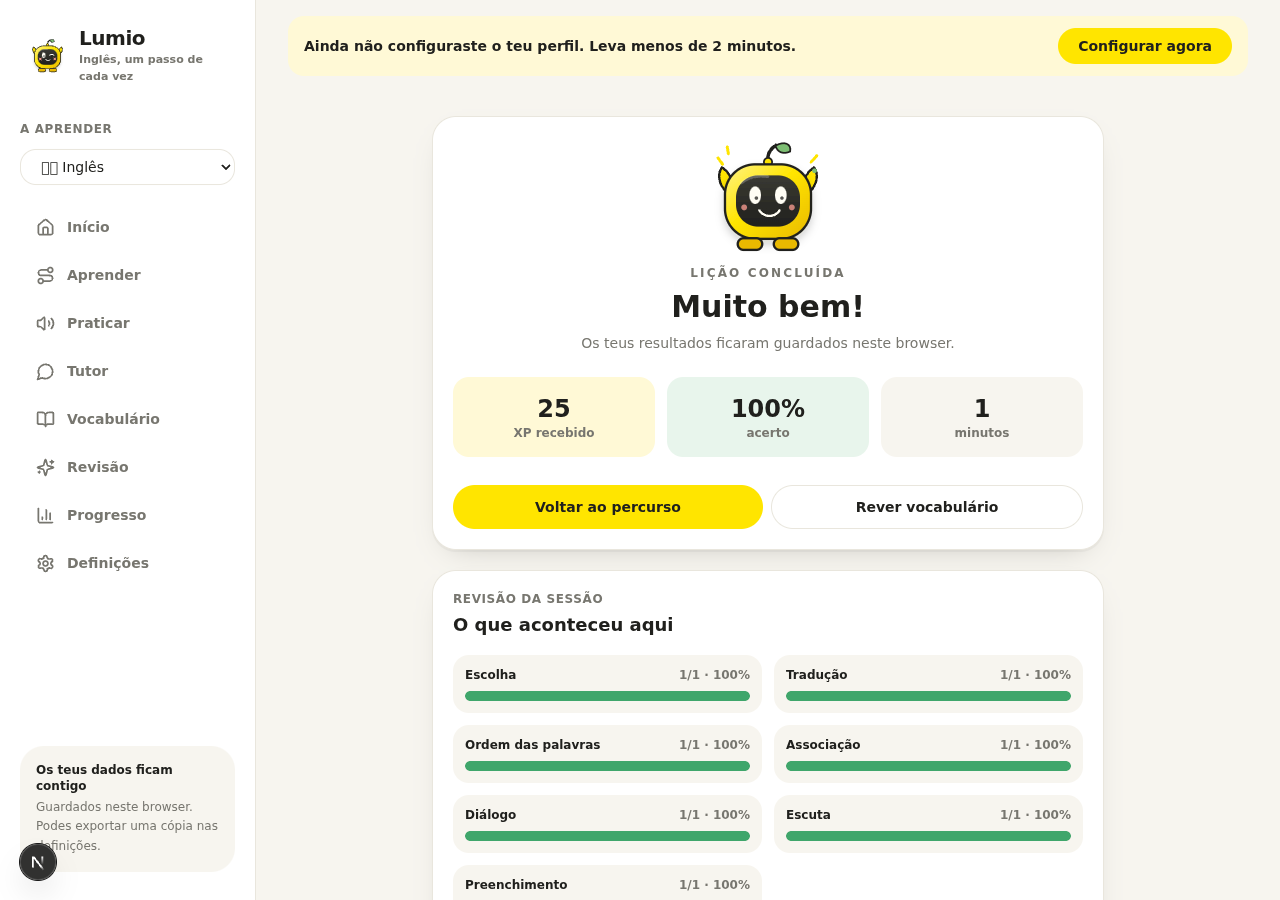 Lumio
Inglês, um passo de
cada vez
A APRENDER
Inglês
Início
Aprender
Praticar
Tutor
Vocabulário
Revisão
Progresso
Definições
Os teus dados ficam
contigo
Guardados neste browser.
Podes exportar uma cópia nas
definições.
N
Ainda não configuraste o teu perfil. Leva menos de 2 minutos.
Configurar agora
LIÇÃO CONCLUÍDA
Muito bem!
Os teus resultados ficaram guardados neste browser.
25
XP recebido
100%
acerto
1
minutos
Voltar ao percurso
Rever vocabulário
REVISÃO DA SESSÃO
O que aconteceu aqui
Escolha 1/1 · 100%
Tradução 1/1 · 100%
Ordem das palavras 1/1 · 100%
Associação 1/1 · 100%
Diálogo 1/1 · 100%
Escuta 1/1 · 100%
Preenchimento 1/1 · 100%